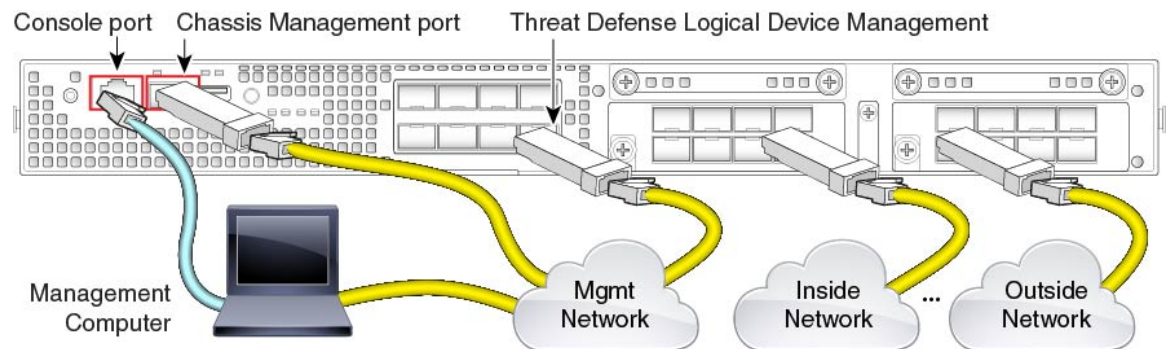 Console port
Chassis Management port
Threat Defense Logical Device Management
Management
Computer
Mgmt
Network
Inside
Network
...
Outside
Network